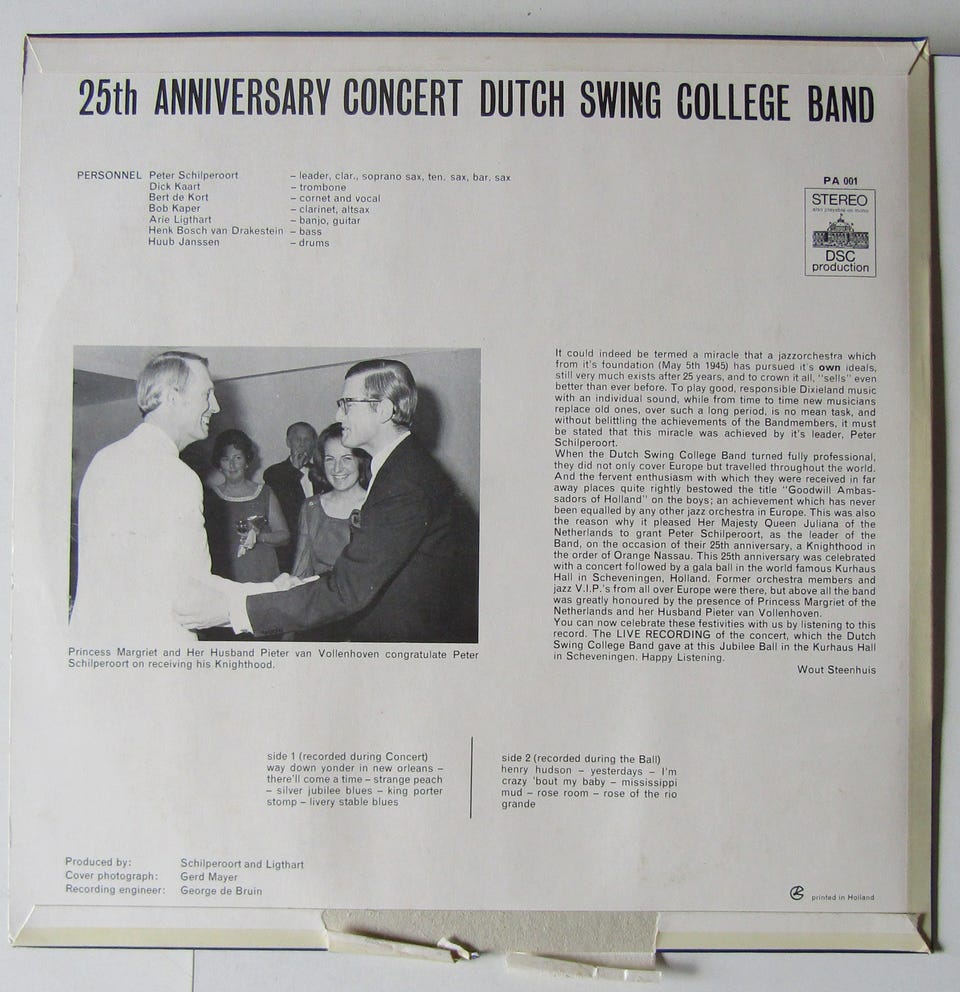 25th ANNIVERSARY CONCERT DUTCH SWING COLLEGE BAND
PERSONNEL Peter Schilperoort – leader, clar., soprano sax, ten. sax, bar. sax
Dick Kaart – trombone
Bert de Kort – cornet and vocal
Bob Kaper – clarinet, altsax
Arie Ligthart – banjo, guitar
Henk Bosch van Drakestein – bass
Huub Janssen – drums
PA 001
STEREO
also playable on mono
DSC
production
It could indeed be termed a miracle that a jazzorchestra which
from it's foundation (May 5th 1945) has pursued it's own ideals,
still very much exists after 25 years, and to crown it all, "sells" even
better than ever before. To play good, responsible Dixieland music
with an individual sound, while from time to time new musicians
replace old ones, over such a long period, is no mean task, and
without belittling the achievements of the Bandmembers, it must
be stated that this miracle was achieved by it's leader, Peter
Schilperoort.
When the Dutch Swing College Band turned fully professional,
they did not only cover Europe but travelled throughout the world.
And the fervent enthusiasm with which they were received in far
away places quite rightly bestowed the title "Goodwill Ambas-
sadors of Holland" on the boys; an achievement which has never
been equalled by any other jazz orchestra in Europe. This was also
the reason why it pleased Her Majesty Queen Juliana of the
Netherlands to grant Peter Schilperoort, as the leader of the
Band, on the occasion of their 25th anniversary, a Knighthood in
the order of Orange Nassau. This 25th anniversary was celebrated
with a concert followed by a gala ball in the world famous Kurhaus
Hall in Scheveningen, Holland. Former orchestra members and
jazz V.I.P.'s from all over Europe were there, but above all the band
was greatly honoured by the presence of Princess Margriet of the
Netherlands and her Husband Pieter van Vollenhoven.
You can now celebrate these festivities with us by listening to this
record. The LIVE RECORDING of the concert, which the Dutch
Swing College Band gave at this Jubilee Ball in the Kurhaus Hall
in Scheveningen. Happy Listening.
Wout Steenhuis
Princess Margriet and Her Husband Pieter van Vollenhoven congratulate Peter
Schilperoort on receiving his Knighthood.
side 1 (recorded during Concert)
way down yonder in new orleans –
there'll come a time – strange peach
– silver jubilee blues – king porter
stomp – livery stable blues
side 2 (recorded during the Ball)
henry hudson – yesterdays – I'm
crazy 'bout my baby – mississippi
mud – rose room – rose of the rio
grande
Produced by: Schilperoort and Ligthart
Cover photograph: Gerd Mayer
Recording engineer: George de Bruin
printed in Holland